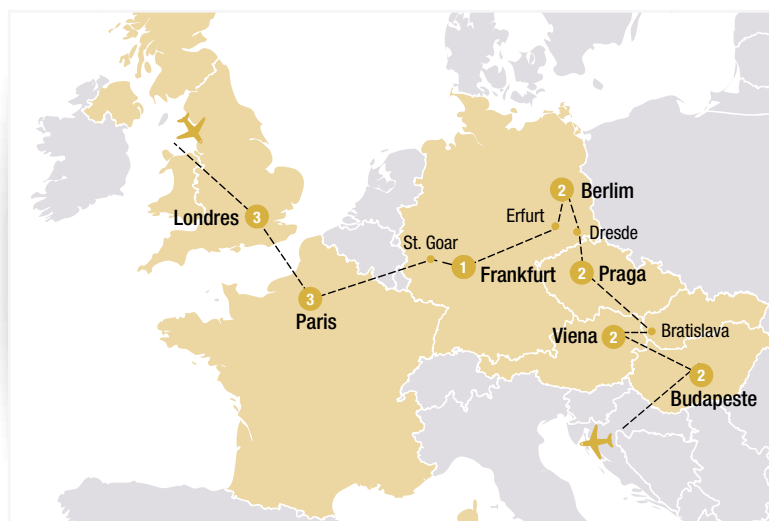 Londres
3
3
Paris
St. Goar
1
Frankfurt
Erfurt
2
Berlim
Dresde
2
Praga
Bratislava
Viena
2
2
Budapeste